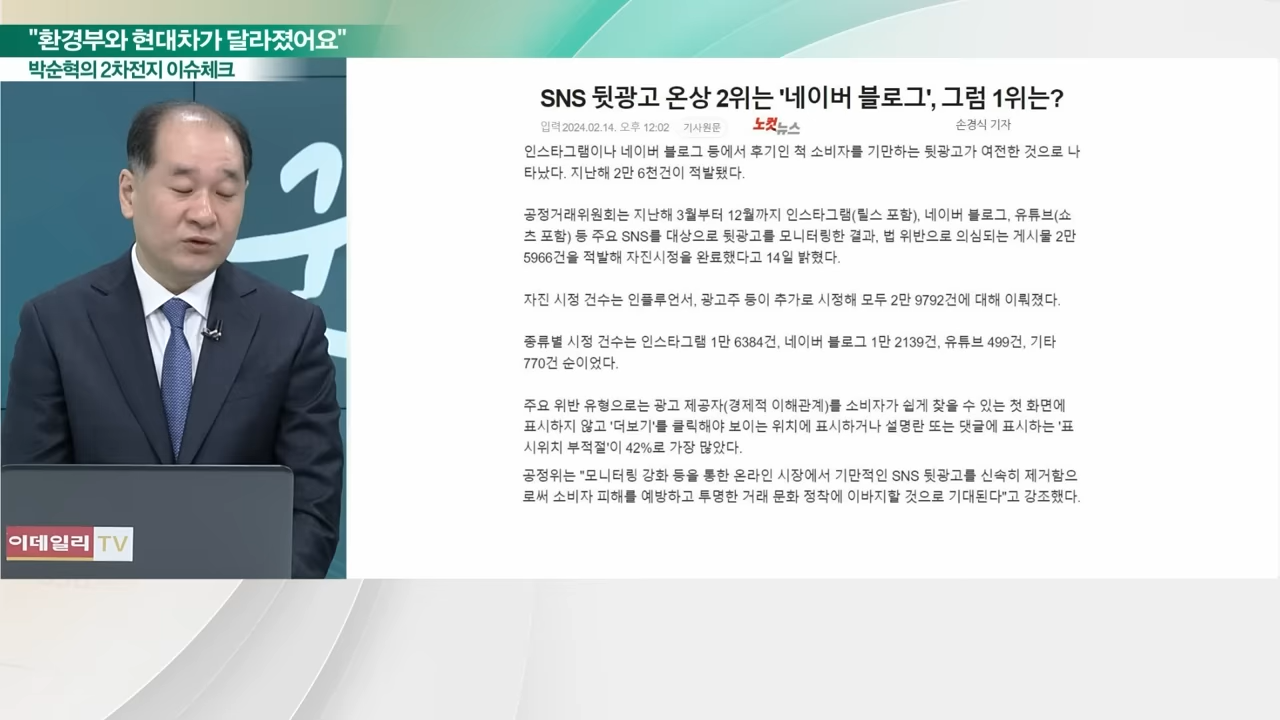 "환경부와 현대차가 달라졌어요"
박순혁의 2차전지 이슈체크
SNS 뒷광고 온상 2위는 '네이버 블로그', 그럼 1위는?
입력 2024.02.14. 오후 12:02 기사원문 노컷뉴스 손경식 기자
인스타그램이나 네이버 블로그 등에서 후기인 척 소비자를 기만하는 뒷광고가 여전한 것으로 나
타났다. 지난해 2만 6천건이 적발됐다.
공정거래위원회는 지난해 3월부터 12월까지 인스타그램(릴스 포함), 네이버 블로그, 유튜브(쇼
츠 포함) 등 주요 SNS를 대상으로 뒷광고를 모니터링한 결과, 법 위반으로 의심되는 게시물 2만
5966건을 적발해 자진시정을 완료했다고 14일 밝혔다.
자진 시정 건수는 인플루언서, 광고주 등이 추가로 시정해 모두 2만 9792건에 대해 이뤄졌다.
종류별 시정 건수는 인스타그램 1만 6384건, 네이버 블로그 1만 2139건, 유튜브 499건, 기타
770건 순이었다.
주요 위반 유형으로는 광고 제공자(경제적 이해관계)를 소비자가 쉽게 찾을 수 있는 첫 화면에
표시하지 않고 '더보기'를 클릭해야 보이는 위치에 표시하거나 설명란 또는 댓글에 표시하는 '표
시위치 부적절'이 42%로 가장 많았다.
공정위는 "모니터링 강화 등을 통한 온라인 시장에서 기만적인 SNS 뒷광고를 신속히 제거함으
로써 소비자 피해를 예방하고 투명한 거래 문화 정착에 이바지할 것으로 기대된다"고 강조했다.
이데일리 TV